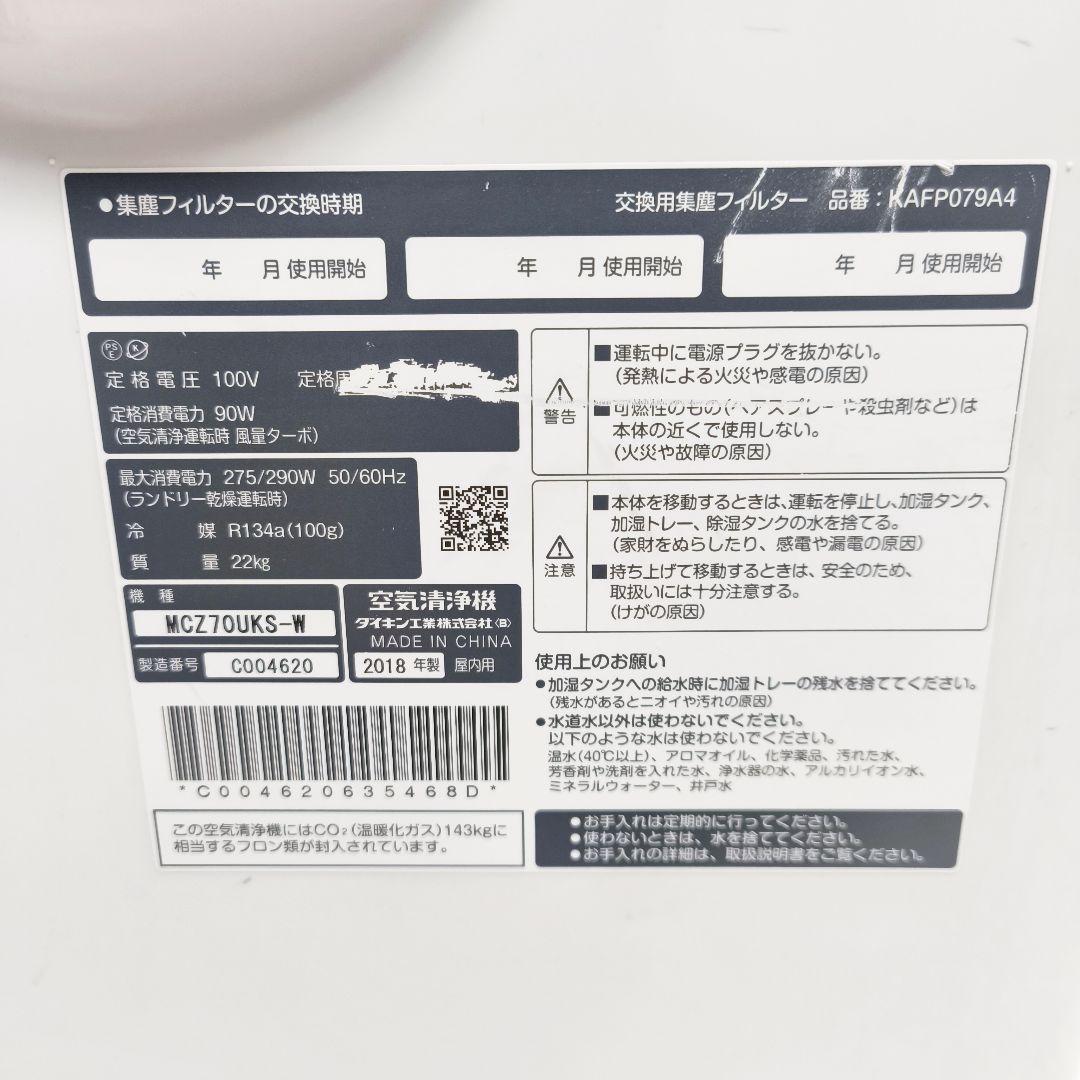 ●集塵フィルターの交換時期
交換用集塵フィルター 品番：KAFP079A4
年 月 使用開始
年 月 使用開始
年 月 使用開始
PS E K
定格電圧 100V 定格
定格消費電力 90W
(空気清浄運転時 風量ターボ)
最大消費電力 275/290W 50/60Hz
(ランドリー乾燥運転時)
冷 媒 R134a(100g)
質 量 22kg
機 種
MCZ70UKS-W
製造番号 C004620
空気清浄機
ダイキン工業株式会社〈B〉
MADE IN CHINA
2018 年製 屋内用
*C004620635468D*
この空気清浄機にはCO₂(温暖化ガス)143kgに
相当するフロン類が封入されています。
警告
■運転中に電源プラグを抜かない。
(発熱による火災や感電の原因)
■可燃性のもの(ヘアスプレーや殺虫剤など)は
本体の近くで使用しない。
(火災や故障の原因)
注意
■本体を移動するときは、運転を停止し、加湿タンク、
加湿トレー、除湿タンクの水を捨てる。
(家財をぬらしたり、感電や漏電の原因)
■持ち上げて移動するときは、安全のため、
取扱いには十分注意する。
(けがの原因)
使用上のお願い
●加湿タンクへの給水時に加湿トレーの残水を捨ててください。
(残水があるとニオイや汚れの原因)
●水道水以外は使わないでください。
以下のような水は使わないでください。
温水(40℃以上)、アロマオイル、化学薬品、汚れた水、
芳香剤や洗剤を入れた水、浄水器の水、アルカリイオン水、
ミネラルウォーター、井戸水
●お手入れは定期的に行ってください。
●使わないときは、水を捨ててください。
●お手入れの詳細は、取扱説明書をご覧ください。